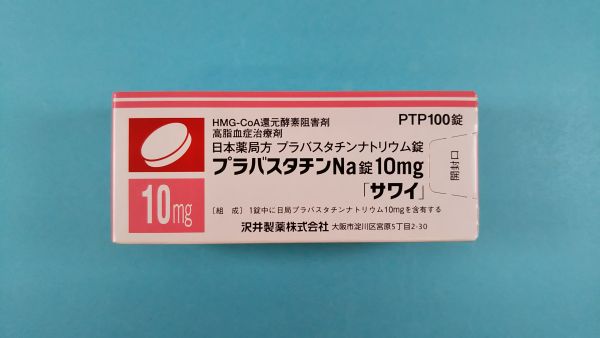 HMG-CoA還元酵素阻害剤
高脂血症治療剤
PTP100錠
日本薬局方 プラバスタチンナトリウム錠
プラバスタチンNa錠10mg
「サワイ」
開封口
10mg
〔組 成〕1錠中に日局プラバスタチンナトリウム10mgを含有する
沢井製薬株式会社 大阪市淀川区宮原5丁目2-30